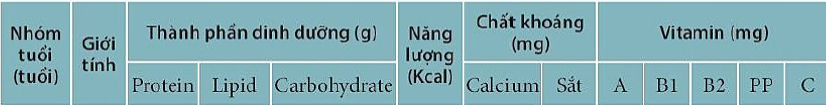 Nhóm tuổi (tuổi)
Giới tính
Thành phần dinh dưỡng (g)
Protein Lipid Carbohydrate
Năng lượng (Kcal)
Chất khoáng (mg)
Calcium Sắt
Vitamin (mg)
A B1 B2 PP C